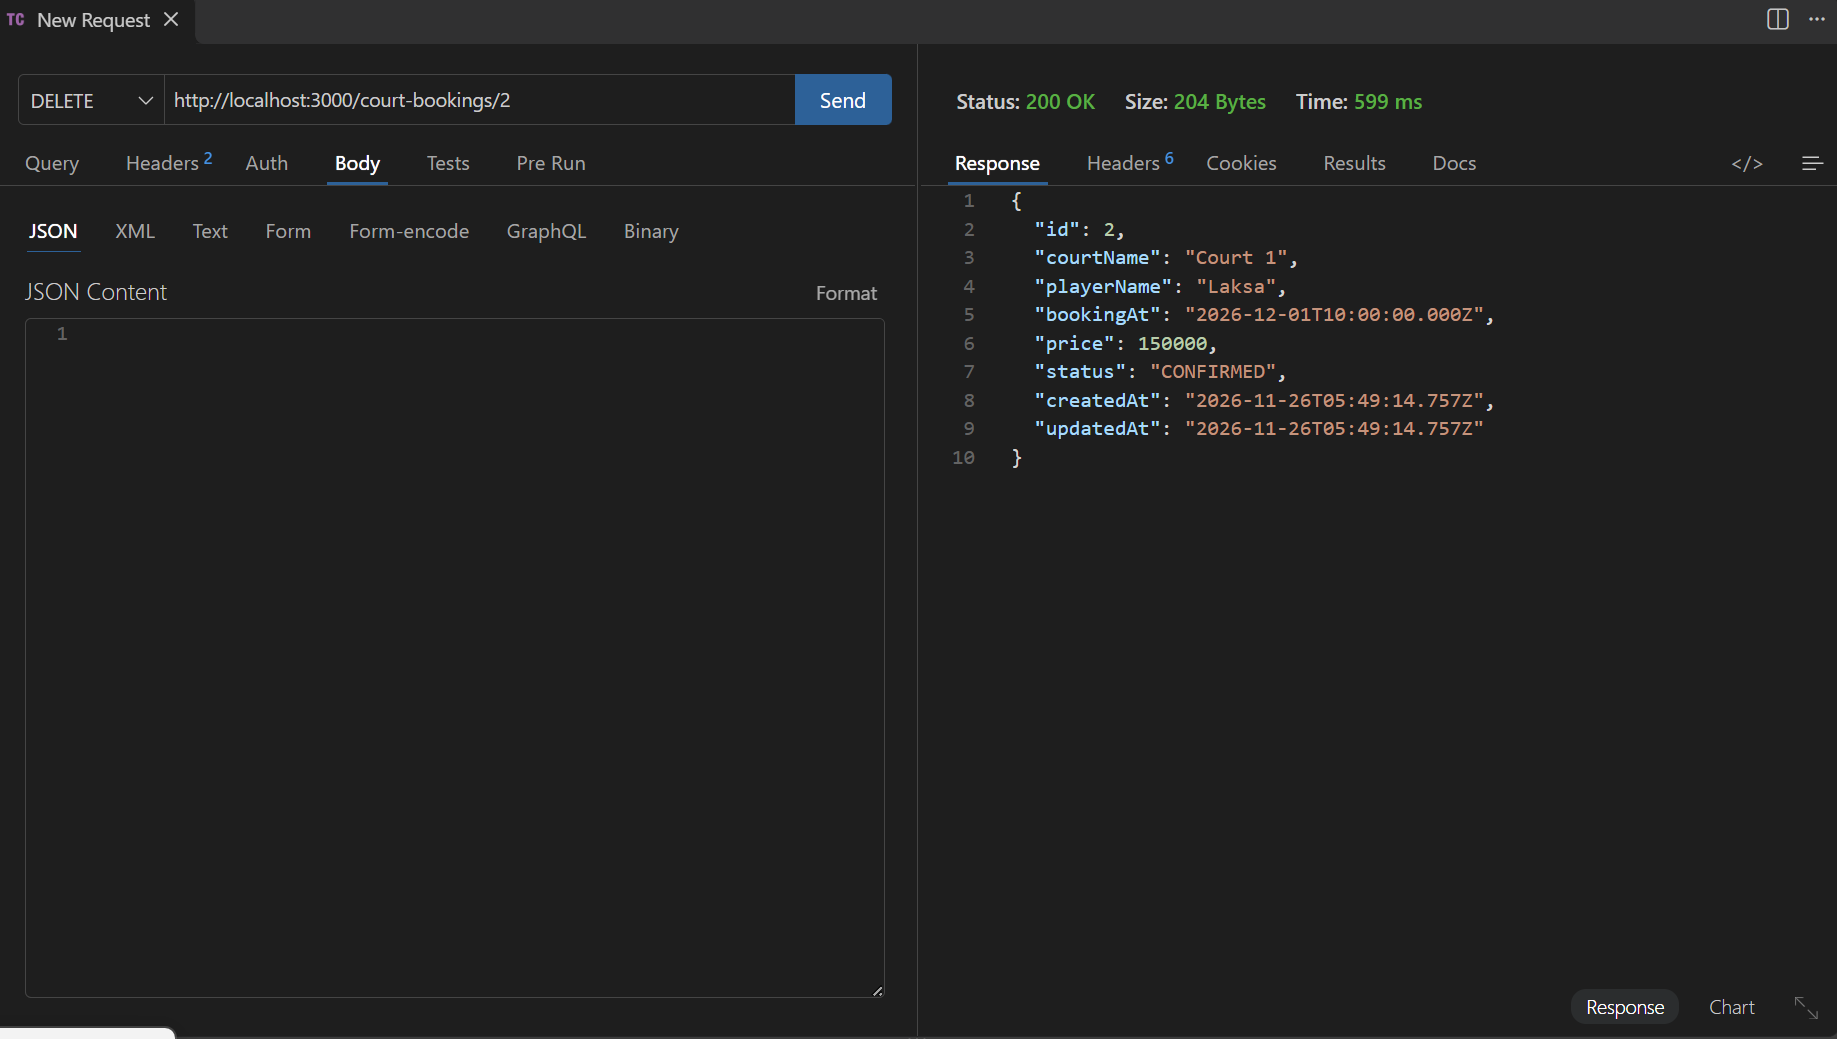 TC New Request
DELETE http://localhost:3000/court-bookings/2 Send
Query Headers 2 Auth Body Tests Pre Run
JSON XML Text Form Form-encode GraphQL Binary
JSON Content Format
1
Status: 200 OK Size: 204 Bytes Time: 599 ms
Response Headers 6 Cookies Results Docs </>
1 {
2 "id": 2,
3 "courtName": "Court 1",
4 "playerName": "Laksa",
5 "bookingAt": "2026-12-01T10:00:00.000Z",
6 "price": 150000,
7 "status": "CONFIRMED",
8 "createdAt": "2026-11-26T05:49:14.757Z",
9 "updatedAt": "2026-11-26T05:49:14.757Z"
10 }
Response Chart